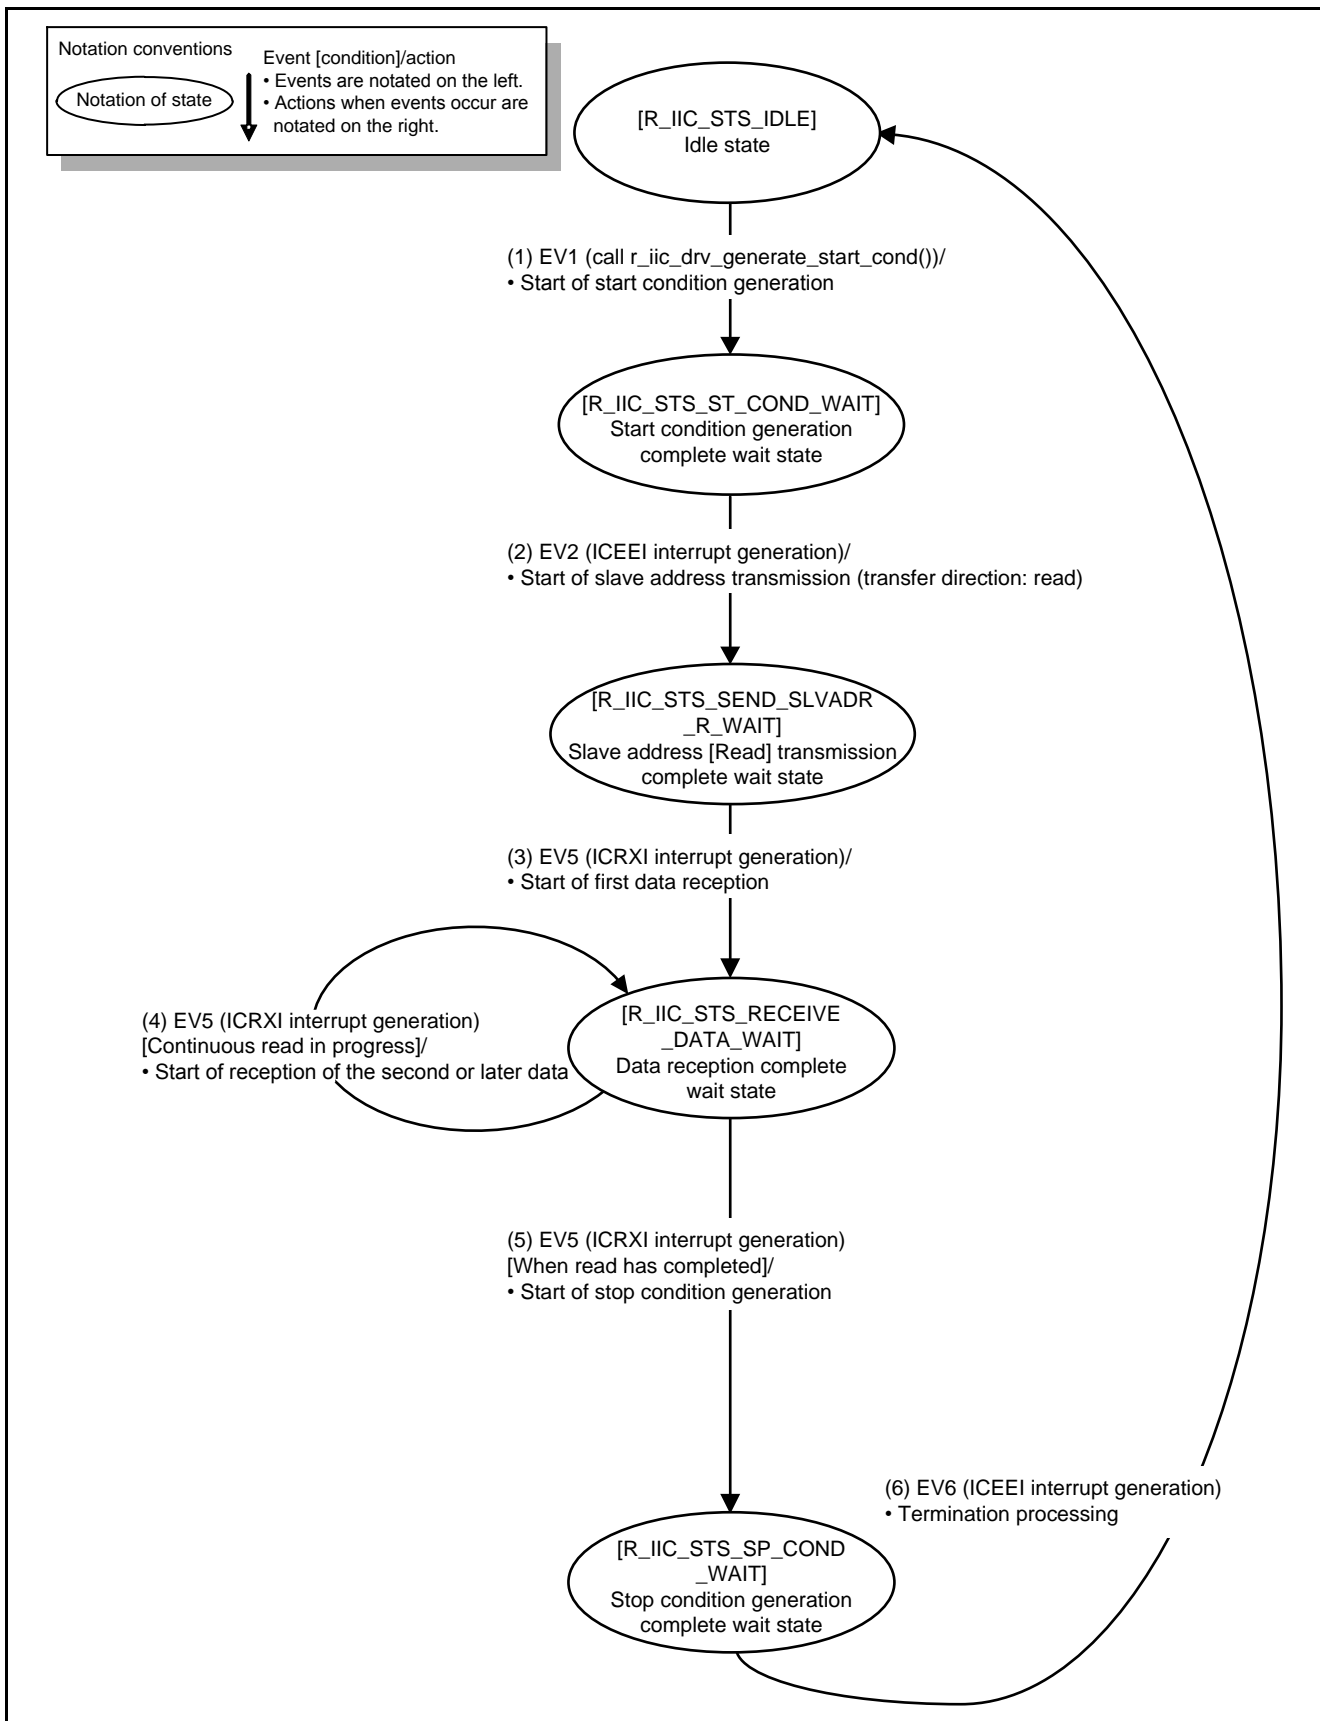 Notation conventions
Notation of state
Event [condition]/action
• Events are notated on the left.
• Actions when events occur are
notated on the right.
[R_IIC_STS_IDLE]
Idle state
(1) EV1 (call r_iic_drv_generate_start_cond())/
• Start of start condition generation
[R_IIC_STS_ST_COND_WAIT]
Start condition generation
complete wait state
(2) EV2 (ICEEI interrupt generation)/
• Start of slave address transmission (transfer direction: read)
[R_IIC_STS_SEND_SLVADR
_R_WAIT]
Slave address [Read] transmission
complete wait state
(3) EV5 (ICRXI interrupt generation)/
• Start of first data reception
(4) EV5 (ICRXI interrupt generation)
[Continuous read in progress]/
• Start of reception of the second or later data
[R_IIC_STS_RECEIVE
_DATA_WAIT]
Data reception complete
wait state
(5) EV5 (ICRXI interrupt generation)
[When read has completed]/
• Start of stop condition generation
(6) EV6 (ICEEI interrupt generation)
• Termination processing
[R_IIC_STS_SP_COND
_WAIT]
Stop condition generation
complete wait state